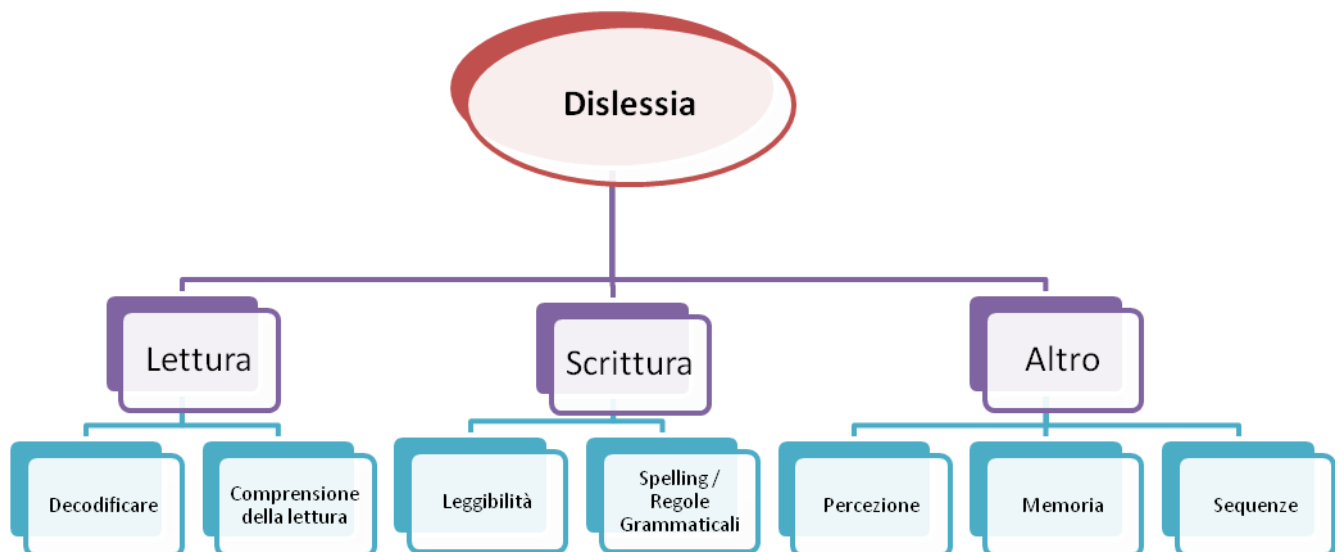 Dislessia
Lettura
Scrittura
Altro
Decodificare
Comprensione
della lettura
Leggibilità
Spelling /
Regole
Grammaticali
Percezione
Memoria
Sequenze